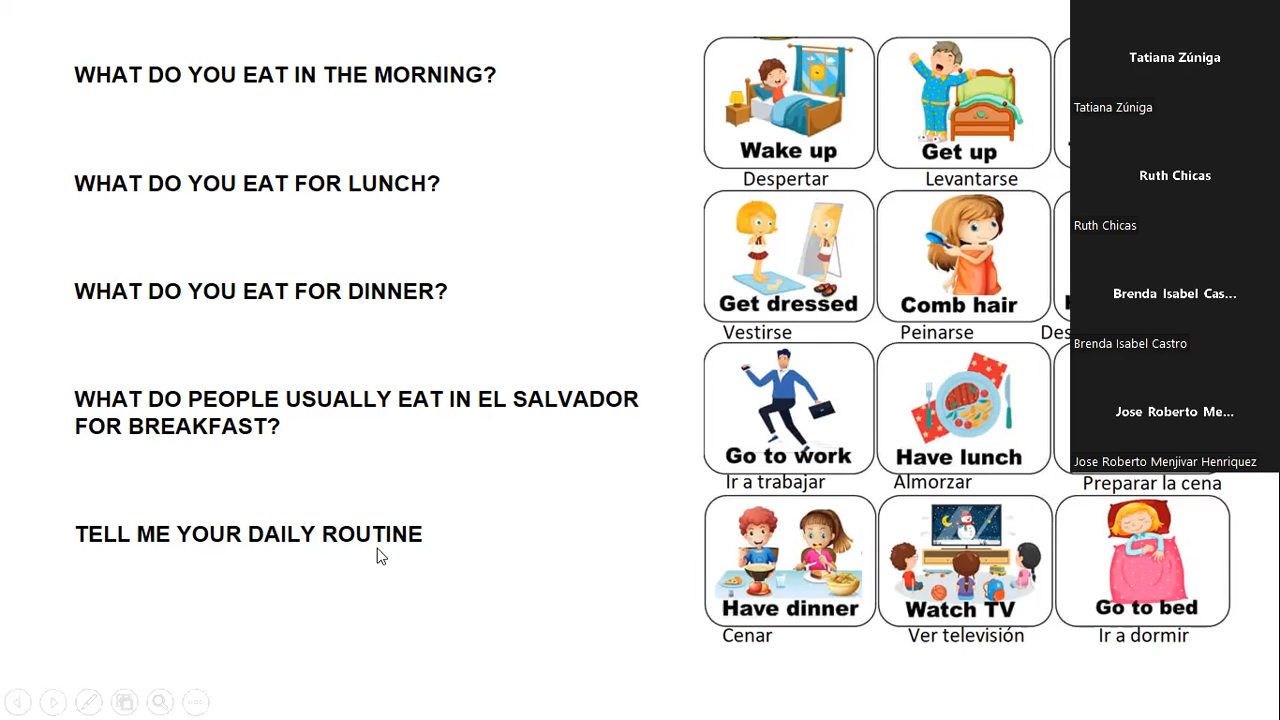 WHAT DO YOU EAT IN THE MORNING?
WHAT DO YOU EAT FOR LUNCH?
WHAT DO YOU EAT FOR DINNER?
WHAT DO PEOPLE USUALLY EAT IN EL SALVADOR
FOR BREAKFAST?
TELL ME YOUR DAILY ROUTINE
Wake up
Get up
Despertar
Levantarse
Get dressed
Comb hair
Vestirse
Peinarse
Go to work
Have lunch
Ir a trabajar
Almorzar
Preparar la cena
Have dinner
Watch TV
Go to bed
Cenar
Ver televisión
Ir a dormir
Tatiana Zúniga
Tatiana Zúniga
Ruth Chicas
Ruth Chicas
Brenda Isabel Cas...
Brenda Isabel Castro
Jose Roberto Me...
Jose Roberto Menjivar Henriquez